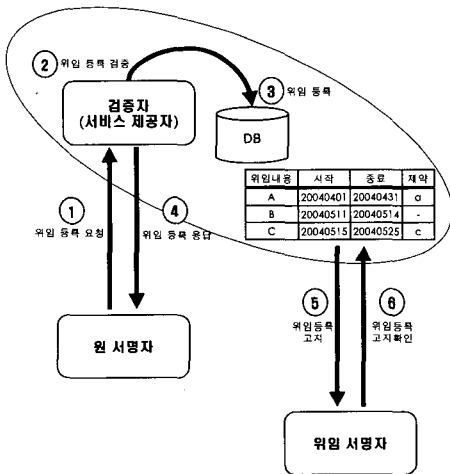 ② 위임 등록 검증
③ 위임 등록
검증자
(서비스 제공자)
DB
위임내용 시작 종료 제약
A 20040401 20040431 a
B 20040511 20040514 -
C 20040515 20040525 c
① 위임 등록 요청
④ 위임 등록 응답
⑤ 위임등록
고지
⑥ 위임등록
고지확인
원 서명자
위임 서명자